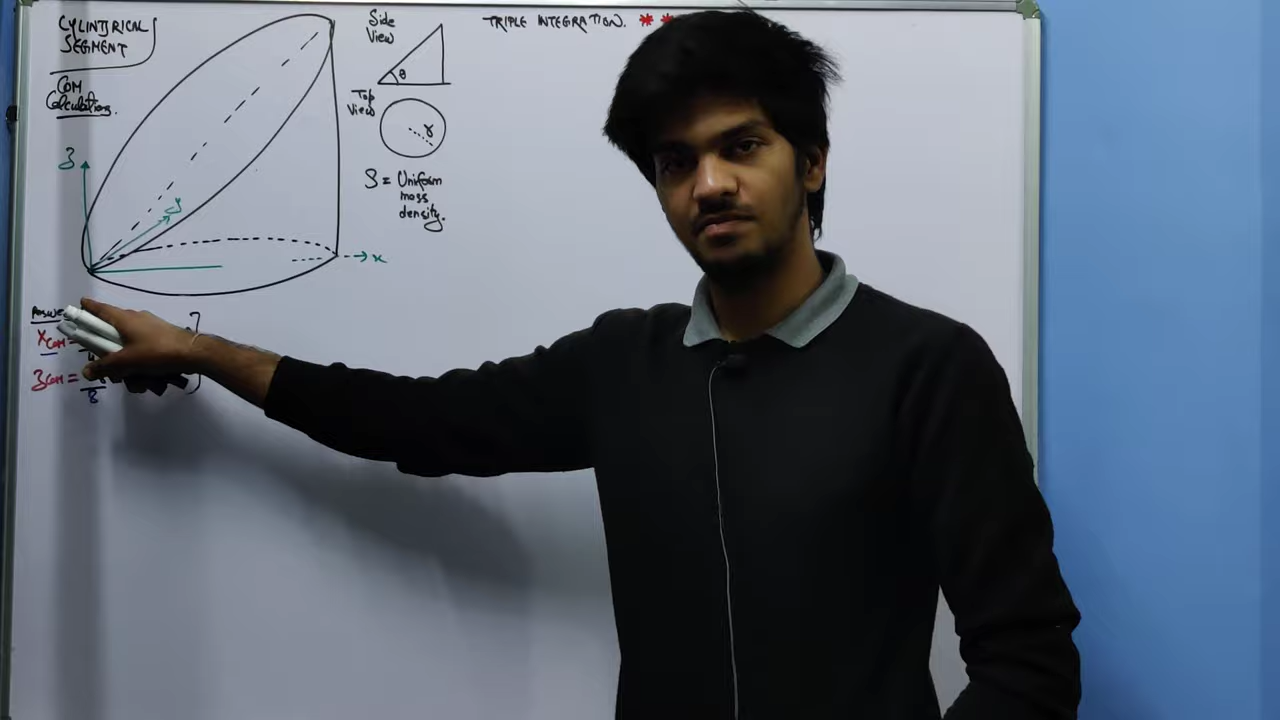 CYLINDRICAL
SEGMENT
COM
Calculations.
Side
View
θ
Top
View
r
S = Uniform
mass
density.
TRIPLE INTEGRATION. **
z
y
x
Answer
xCOM =
zCOM =
8